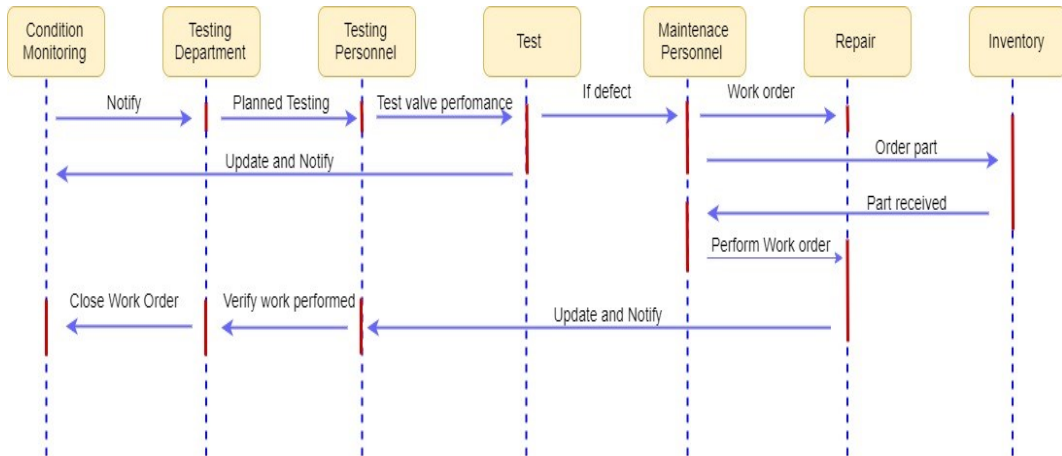 Condition
Monitoring
Testing
Department
Testing
Personnel
Test
Maintenace
Personnel
Repair
Inventory
Notify
Planned Testing
Test valve perfomance
If defect
Work order
Order part
Update and Notify
Part received
Perform Work order
Close Work Order
Verify work performed
Update and Notify